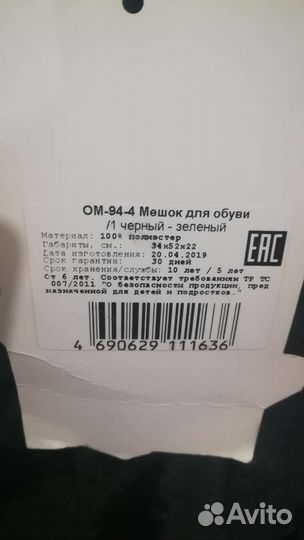 ОМ-94-4 Мешок для обуви
/1 черный - зеленый
Материал: 100% полиэстер
Габариты, см.: 34x52x22
Дата изготовления: 20.04.2019
Срок гарантии: 30 дней
Срок хранения/службы: 10 лет / 5 лет
От 6 лет. Соответствует требованиям ТР ТС
007/2011 "О безопасности продукции, пред
назначенной для детей и подростков."
ЕАС
4 690629 111636
Avito